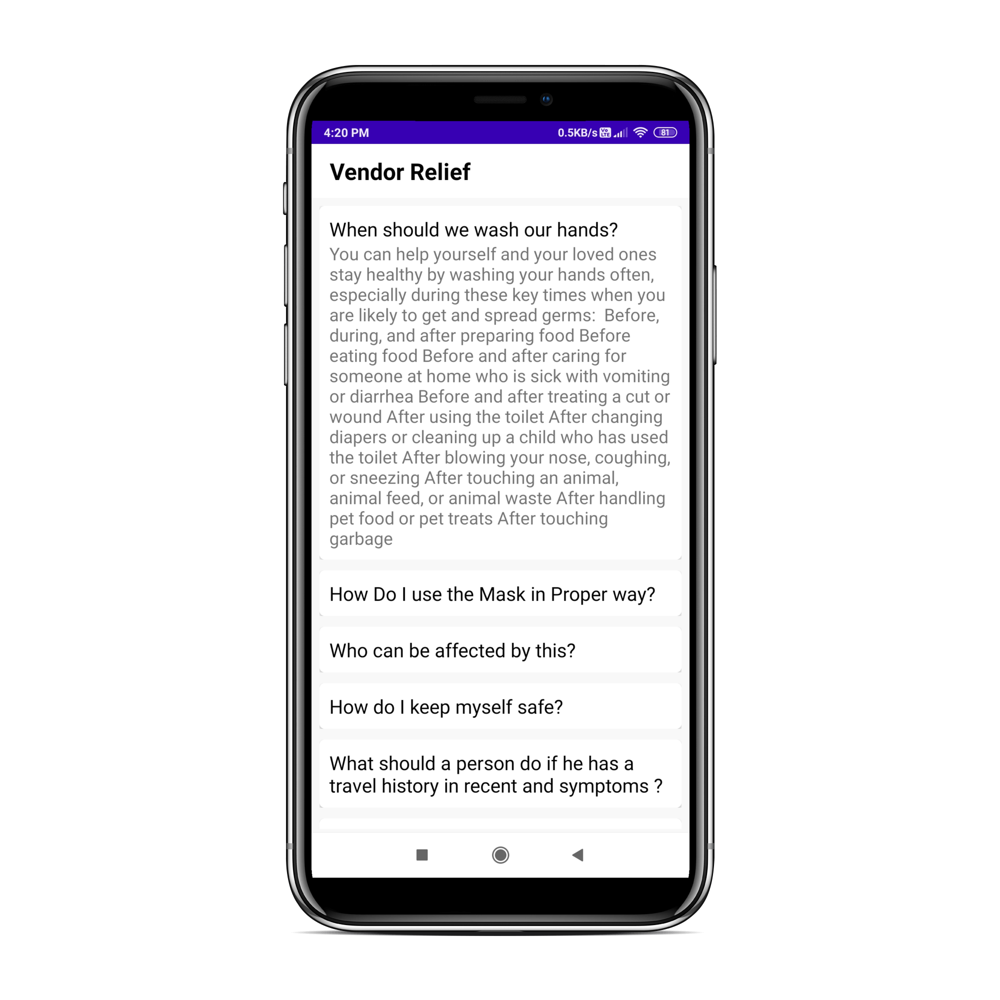 4:20 PM 0.5KB/s Vo LTE 81
Vendor Relief
When should we wash our hands?
You can help yourself and your loved ones
stay healthy by washing your hands often,
especially during these key times when you
are likely to get and spread germs:  Before,
during, and after preparing food Before
eating food Before and after caring for
someone at home who is sick with vomiting
or diarrhea Before and after treating a cut or
wound After using the toilet After changing
diapers or cleaning up a child who has used
the toilet After blowing your nose, coughing,
or sneezing After touching an animal,
animal feed, or animal waste After handling
pet food or pet treats After touching
garbage
How Do I use the Mask in Proper way?
Who can be affected by this?
How do I keep myself safe?
What should a person do if he has a
travel history in recent and symptoms ?